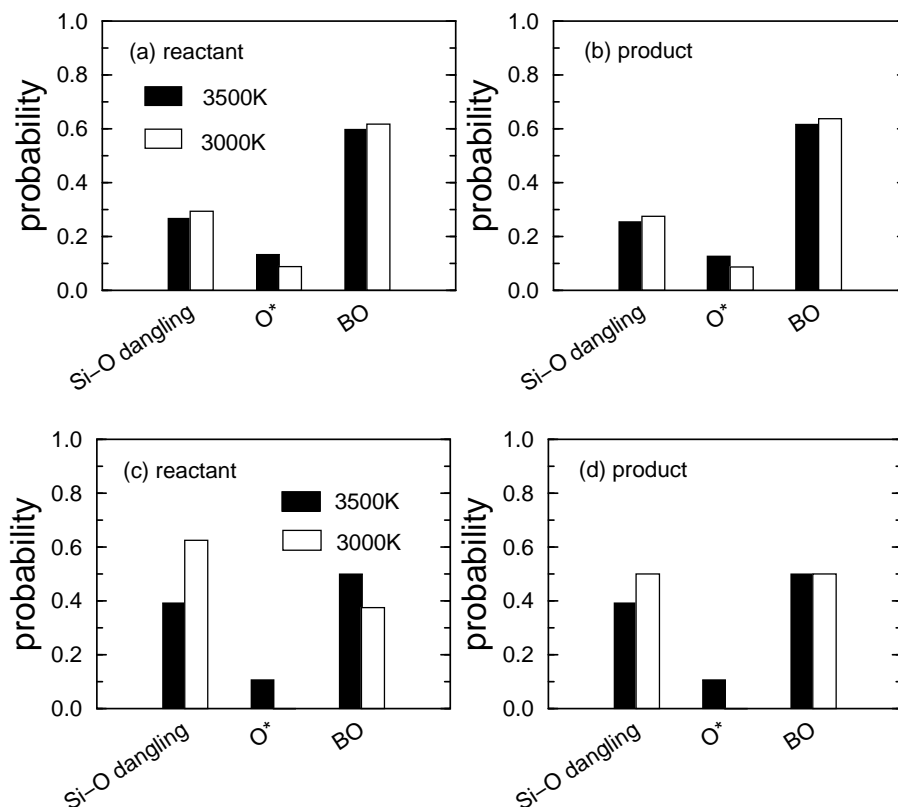 probability
1.0
0.8
0.6
0.4
0.2
0.0
(a) reactant
3500K
3000K
Si–O dangling
O*
BO
probability
1.0
0.8
0.6
0.4
0.2
0.0
(b) product
Si–O dangling
O*
BO
probability
1.0
0.8
0.6
0.4
0.2
0.0
(c) reactant
3500K
3000K
Si–O dangling
O*
BO
probability
1.0
0.8
0.6
0.4
0.2
0.0
(d) product
Si–O dangling
O*
BO